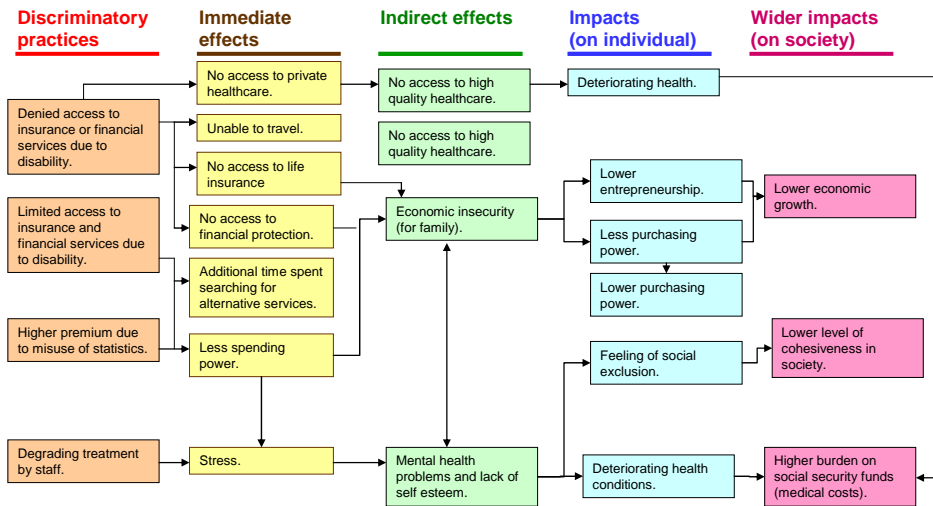 Discriminatory
practices
Immediate
effects
Indirect effects
Impacts
(on individual)
Wider impacts
(on society)
Denied access to
insurance or financial
services due to
disability.
Limited access to
insurance and
financial services due
to disability.
Higher premium due
to misuse of statistics.
Degrading treatment
by staff.
No access to private
healthcare.
Unable to travel.
No access to life
insurance
No access to
financial protection.
Additional time spent
searching for
alternative services.
Less spending
power.
Stress.
No access to high
quality healthcare.
No access to high
quality healthcare.
Economic insecurity
(for family).
Mental health
problems and lack of
self esteem.
Deteriorating health.
Lower
entrepreneurship.
Less purchasing
power.
Lower purchasing
power.
Feeling of social
exclusion.
Deteriorating health
conditions.
Lower economic
growth.
Lower level of
cohesiveness in
society.
Higher burden on
social security funds
(medical costs).